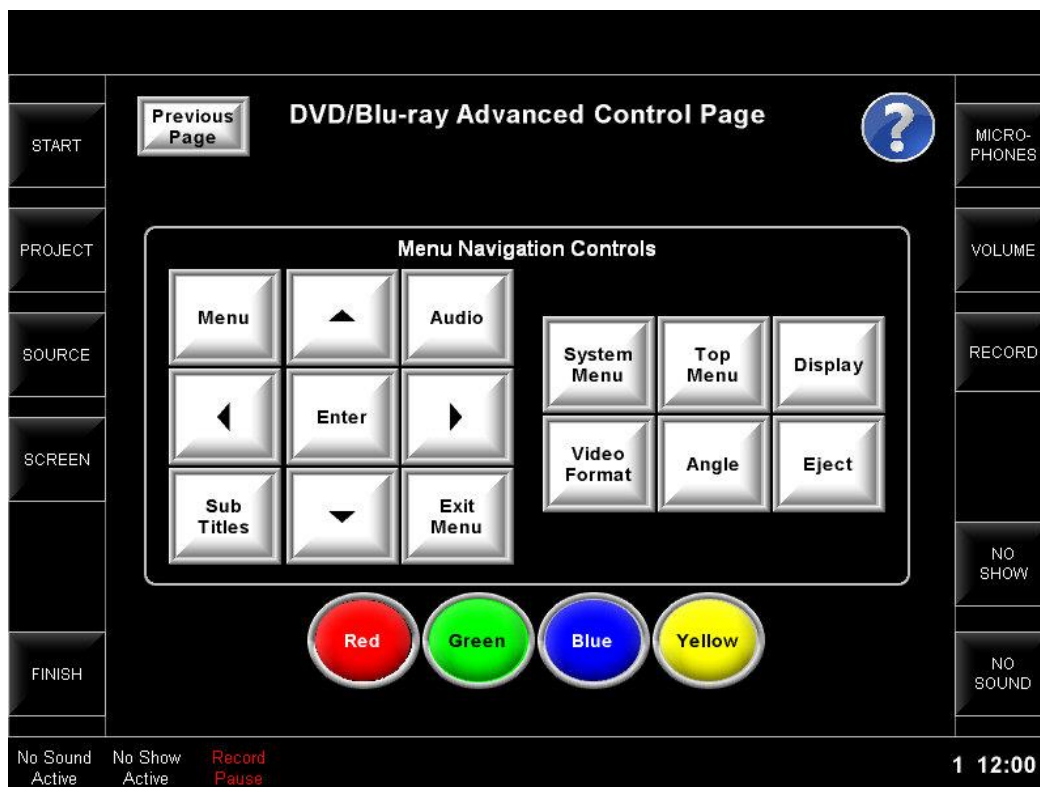 Previous
Page
DVD/Blu-ray Advanced Control Page
?
START
PROJECT
SOURCE
SCREEN
FINISH
Menu Navigation Controls
Menu
Audio
Enter
Sub
Titles
Exit
Menu
System
Menu
Top
Menu
Display
Video
Format
Angle
Eject
Red
Green
Blue
Yellow
MICRO-
PHONES
VOLUME
RECORD
NO
SHOW
NO
SOUND
No Sound
Active
No Show
Active
Record
Pause
1 12:00